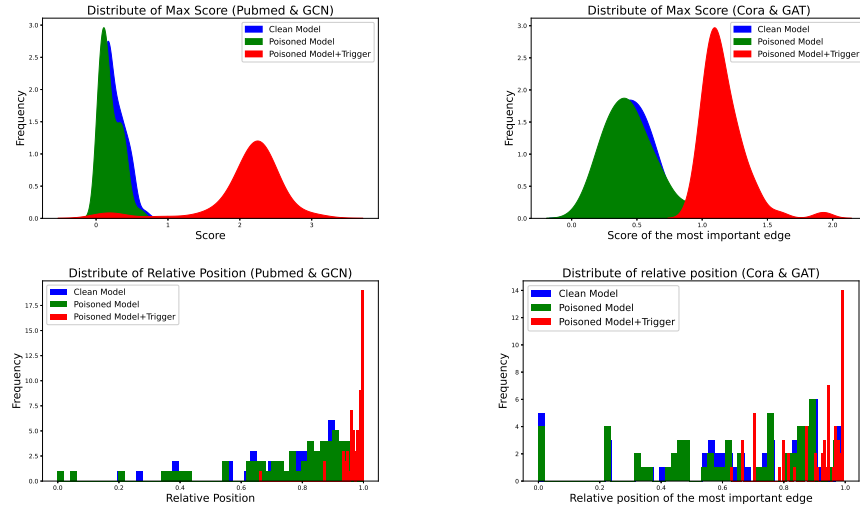 Distribute of Max Score (Pubmed & GCN)
Clean Model
Poisoned Model
Poisoned Model+Trigger
Frequency
3.0
2.5
2.0
1.5
1.0
0.5
0.0
0
1
2
3
Score
Distribute of Max Score (Cora & GAT)
Clean Model
Poisoned Model
Poisoned Model+Trigger
Frequency
3.0
2.5
2.0
1.5
1.0
0.5
0.0
0.0
0.5
1.0
1.5
2.0
Score of the most important edge
Distribute of Relative Position (Pubmed & GCN)
Clean Model
Poisoned Model
Poisoned Model+Trigger
Frequency
17.5
15.0
12.5
10.0
7.5
5.0
2.5
0.0
0.0
0.2
0.4
0.6
0.8
1.0
Relative Position
Distribute of relative position (Cora & GAT)
Clean Model
Poisoned Model
Poisoned Model+Trigger
Frequency
14
12
10
8
6
4
2
0
0.0
0.2
0.4
0.6
0.8
1.0
Relative position of the most important edge